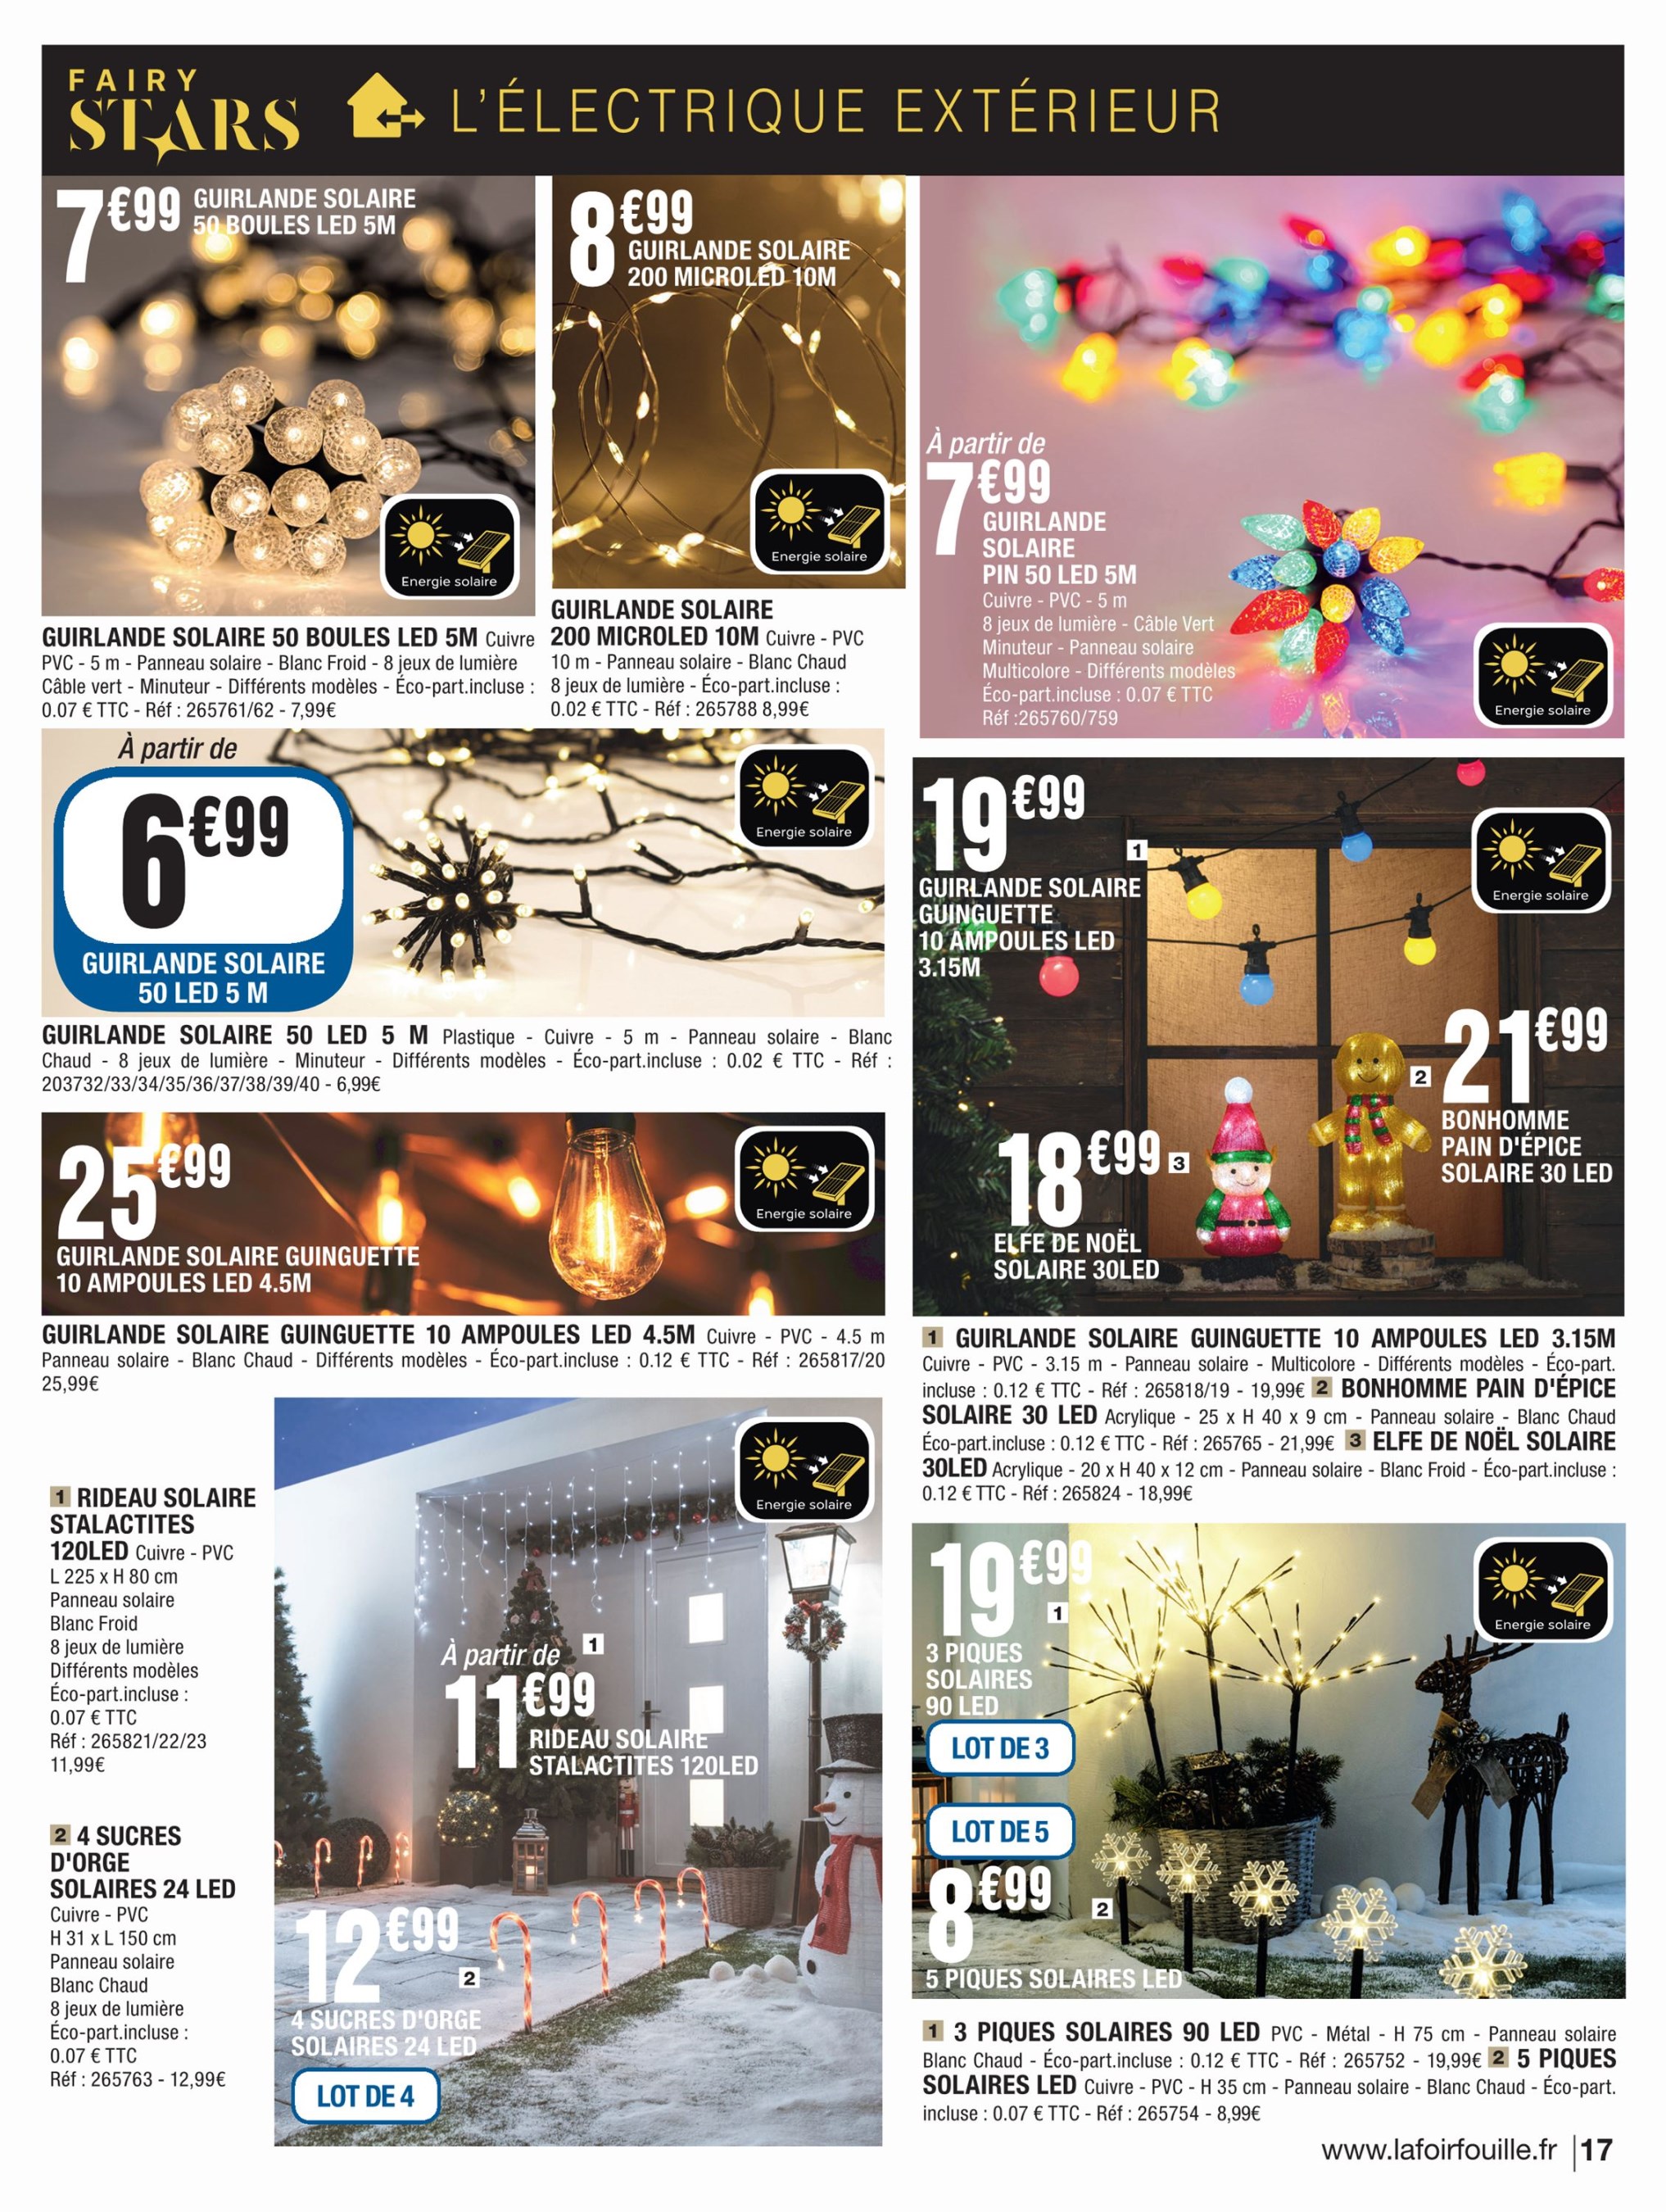 FAIRY
STARS
L'ÉLECTRIQUE EXTÉRIEUR
7€99
GUIRLANDE SOLAIRE
50 BOULES LED 5M
Energie solaire
GUIRLANDE SOLAIRE 50 BOULES LED 5M Cuivre
PVC - 5 m - Panneau solaire - Blanc Froid - 8 jeux de lumière
Câble vert - Minuteur - Différents modèles - Éco-part.incluse :
0.07 € TTC - Réf : 265761/62 - 7,99€
8€99
GUIRLANDE SOLAIRE
200 MICROLED 10M
Energie solaire
GUIRLANDE SOLAIRE
200 MICROLED 10M Cuivre - PVC
10 m - Panneau solaire - Blanc Chaud
8 jeux de lumière - Éco-part.incluse :
0.02 € TTC - Réf : 265788 8,99€
À partir de
7€99
GUIRLANDE
SOLAIRE
PIN 50 LED 5M
Cuivre - PVC - 5 m
8 jeux de lumière - Câble Vert
Minuteur - Panneau solaire
Multicolore - Différents modèles
Éco-part.incluse : 0.07 € TTC
Réf :265760/759
Energie solaire
À partir de
6€99
GUIRLANDE SOLAIRE
50 LED 5 M
Energie solaire
GUIRLANDE SOLAIRE 50 LED 5 M Plastique - Cuivre - 5 m - Panneau solaire - Blanc
Chaud - 8 jeux de lumière - Minuteur - Différents modèles - Éco-part.incluse : 0.02 € TTC - Réf :
203732/33/34/35/36/37/38/39/40 - 6,99€
25€99
GUIRLANDE SOLAIRE GUINGUETTE
10 AMPOULES LED 4.5M
Energie solaire
GUIRLANDE SOLAIRE GUINGUETTE 10 AMPOULES LED 4.5M Cuivre - PVC - 4.5 m
Panneau solaire - Blanc Chaud - Différents modèles - Éco-part.incluse : 0.12 € TTC - Réf : 265817/20
25,99€
19€99
1
GUIRLANDE SOLAIRE
GUINGUETTE
10 AMPOULES LED
3.15M
Energie solaire
21€99
2
BONHOMME
PAIN D'ÉPICE
SOLAIRE 30 LED
18€99 3
ELFE DE NOËL
SOLAIRE 30LED
1 GUIRLANDE SOLAIRE GUINGUETTE 10 AMPOULES LED 3.15M
Cuivre - PVC - 3.15 m - Panneau solaire - Multicolore - Différents modèles - Éco-part.
incluse : 0.12 € TTC - Réf : 265818/19 - 19,99€ 2 BONHOMME PAIN D'ÉPICE
SOLAIRE 30 LED Acrylique - 25 x H 40 x 9 cm - Panneau solaire - Blanc Chaud
Éco-part.incluse : 0.12 € TTC - Réf : 265765 - 21,99€ 3 ELFE DE NOËL SOLAIRE
30LED Acrylique - 20 x H 40 x 12 cm - Panneau solaire - Blanc Froid - Éco-part.incluse :
0.12 € TTC - Réf : 265824 - 18,99€
1 RIDEAU SOLAIRE
STALACTITES
120LED Cuivre - PVC
L 225 x H 80 cm
Panneau solaire
Blanc Froid
8 jeux de lumière
Différents modèles
Éco-part.incluse :
0.07 € TTC
Réf : 265821/22/23
11,99€
2 4 SUCRES
D'ORGE
SOLAIRES 24 LED
Cuivre - PVC
H 31 x L 150 cm
Panneau solaire
Blanc Chaud
8 jeux de lumière
Éco-part.incluse :
0.07 € TTC
Réf : 265763 - 12,99€
Energie solaire
À partir de 1
11€99
RIDEAU SOLAIRE
STALACTITES 120LED
12€99
2
4 SUCRES D'ORGE
SOLAIRES 24 LED
LOT DE 4
19€99
1
3 PIQUES
SOLAIRES
90 LED
LOT DE 3
Energie solaire
LOT DE 5
8€99
2
5 PIQUES SOLAIRES LED
1 3 PIQUES SOLAIRES 90 LED PVC - Métal - H 75 cm - Panneau solaire
Blanc Chaud - Éco-part.incluse : 0.12 € TTC - Réf : 265752 - 19,99€ 2 5 PIQUES
SOLAIRES LED Cuivre - PVC - H 35 cm - Panneau solaire - Blanc Chaud - Éco-part.
incluse : 0.07 € TTC - Réf : 265754 - 8,99€
www.lafoirfouille.fr | 17